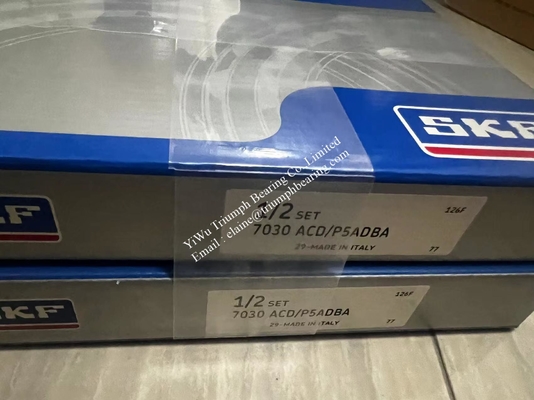 SKF
YiWu Triumph Bearing Co. Limited
Email : elaine@triumphbearing.com
SKF
1/2 SET
126F
7030 ACD/P5ADBA
29-MADE IN ITALY
77
SKF
1/2 SET
126F
7030 ACD/P5ADBA
29-MADE IN ITALY
77